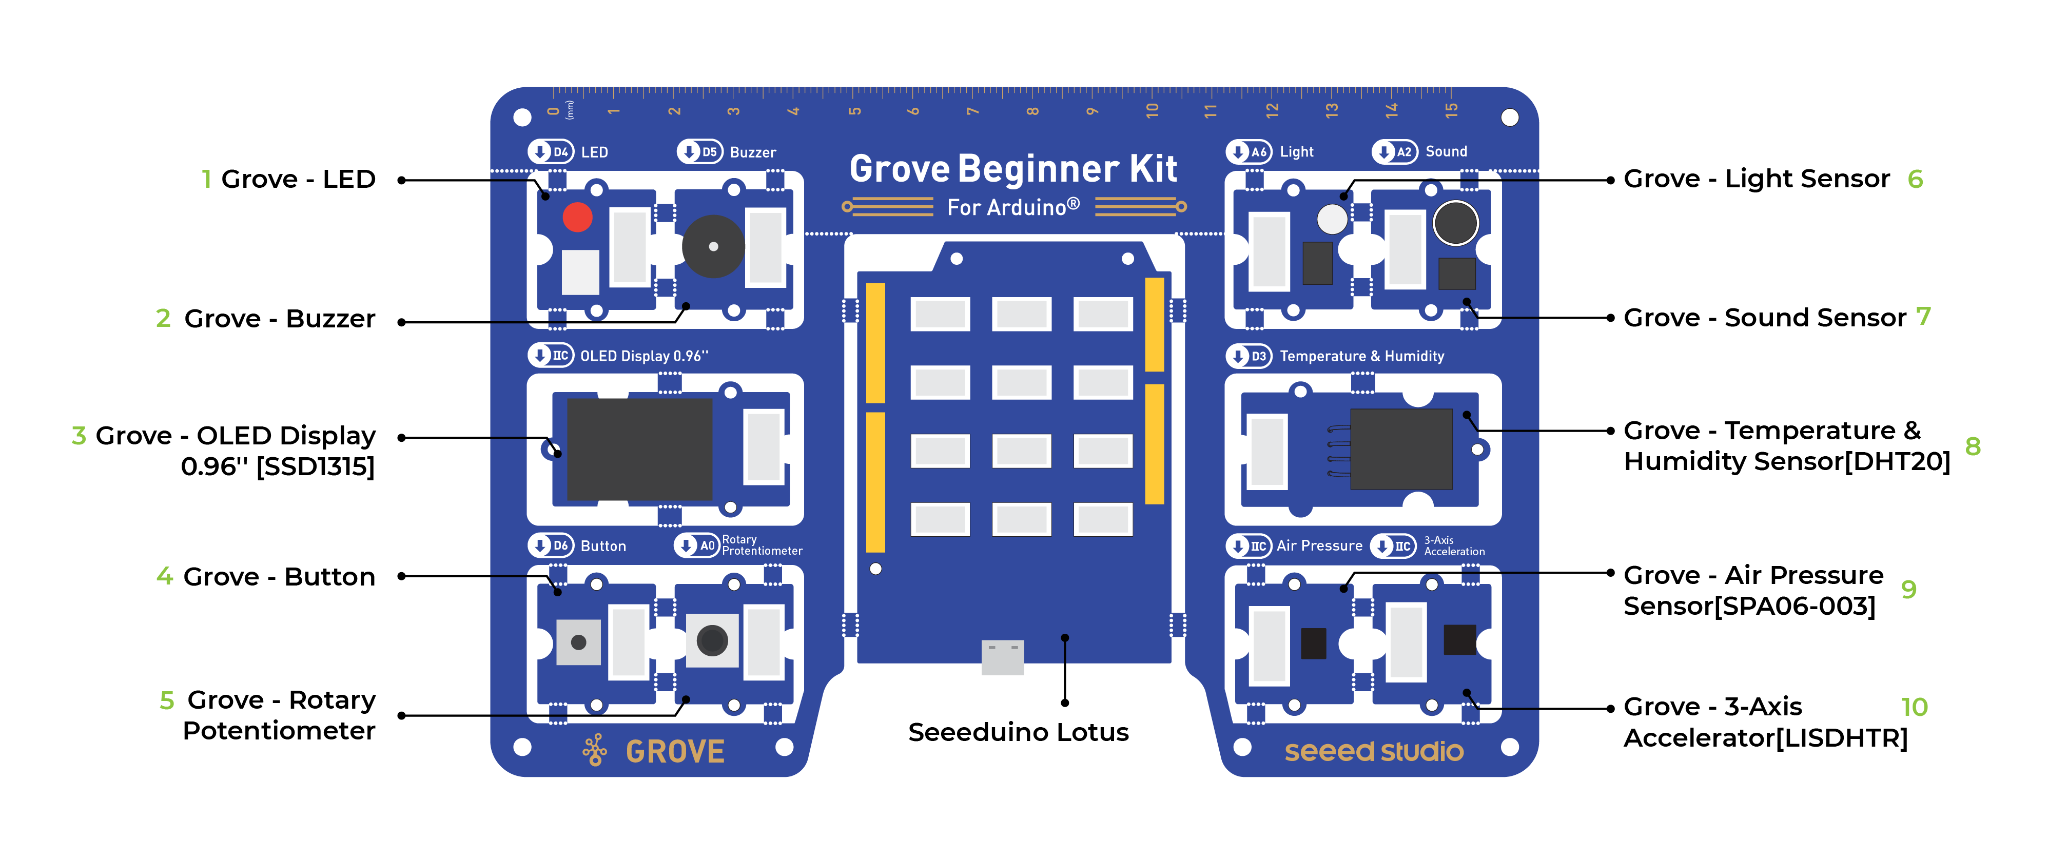 0 1 2 3 4 5 6 7 8 9 10 11 12 13 14 15
(mm)
D4 LED
D5 Buzzer
Grove Beginner Kit
For Arduino®
A6 Light
A2 Sound
1 Grove - LED
Grove - Light Sensor 6
2 Grove - Buzzer
Grove - Sound Sensor 7
IIC OLED Display 0.96''
D3 Temperature & Humidity
3 Grove - OLED Display
0.96'' [SSD1315]
Grove - Temperature &
Humidity Sensor[DHT20] 8
D6 Button
A0 Rotary
Protentiometer
IIC Air Pressure
IIC 3-Axis
Acceleration
4 Grove - Button
Grove - Air Pressure
Sensor[SPA06-003] 9
5 Grove - Rotary
Potentiometer
Grove - 3-Axis 10
Accelerator[LISDHTR]
Seeeduino Lotus
GROVE
seeed studio